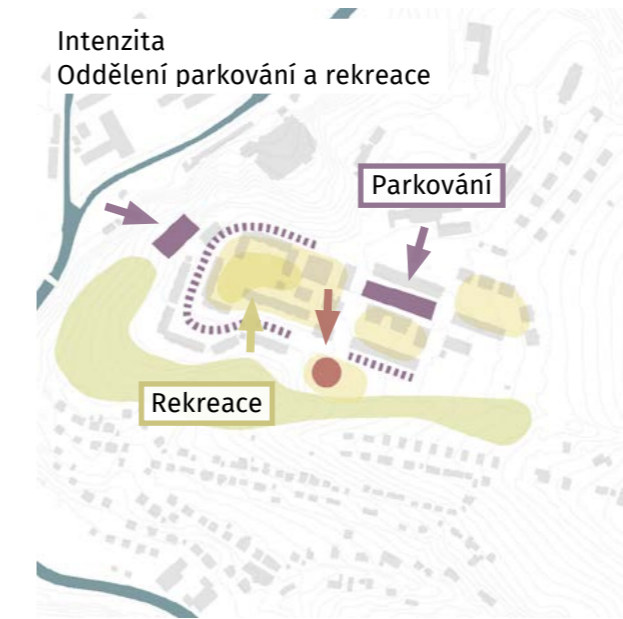 Intenzita
Oddělení parkování a rekreace
Parkování
Rekreace